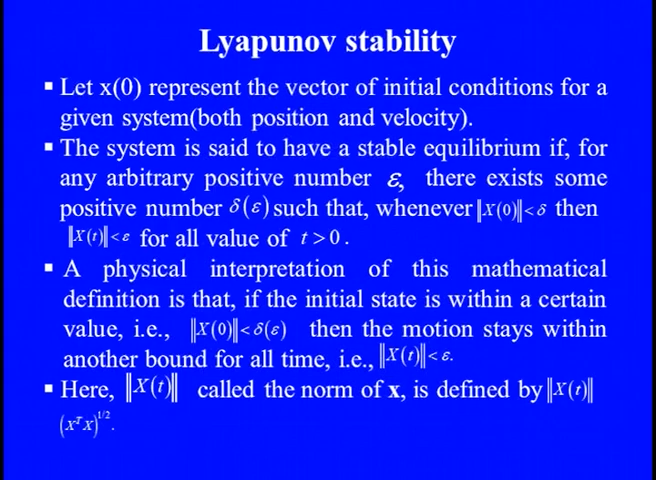 Lyapunov stability
▪ Let x(0) represent the vector of initial conditions for a
given system(both position and velocity).
▪ The system is said to have a stable equilibrium if, for
any arbitrary positive number ε, there exists some
positive number δ(ε) such that, whenever ‖X(0)‖<δ then
‖X(t)‖<ε for all value of t>0.
▪ A physical interpretation of this mathematical
definition is that, if the initial state is within a certain
value, i.e., ‖X(0)‖<δ(ε) then the motion stays within
another bound for all time, i.e., ‖X(t)‖<ε.
▪ Here, ‖X(t)‖ called the norm of x, is defined by ‖X(t)‖
(xᵀx)^1/2.